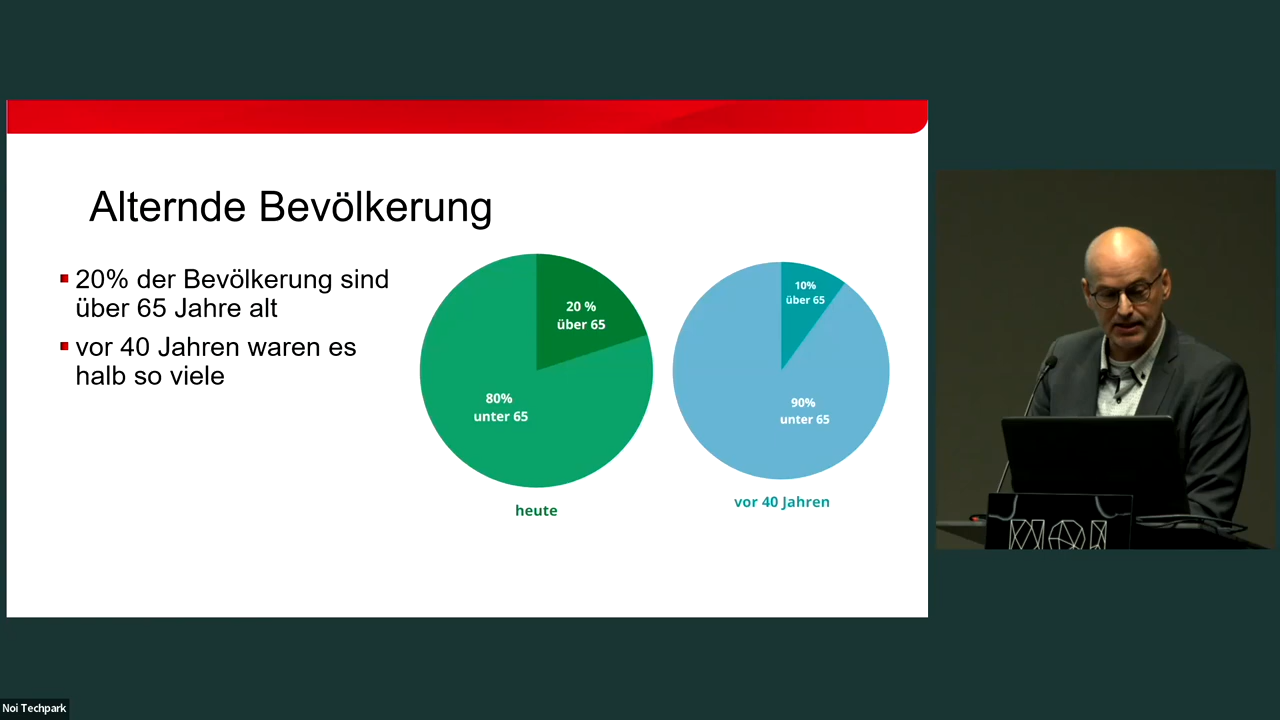 Alternde Bevölkerung
20% der Bevölkerung sind
über 65 Jahre alt
vor 40 Jahren waren es
halb so viele
20 %
über 65
80%
unter 65
heute
10%
über 65
90%
unter 65
vor 40 Jahren
NOI
Noi Techpark